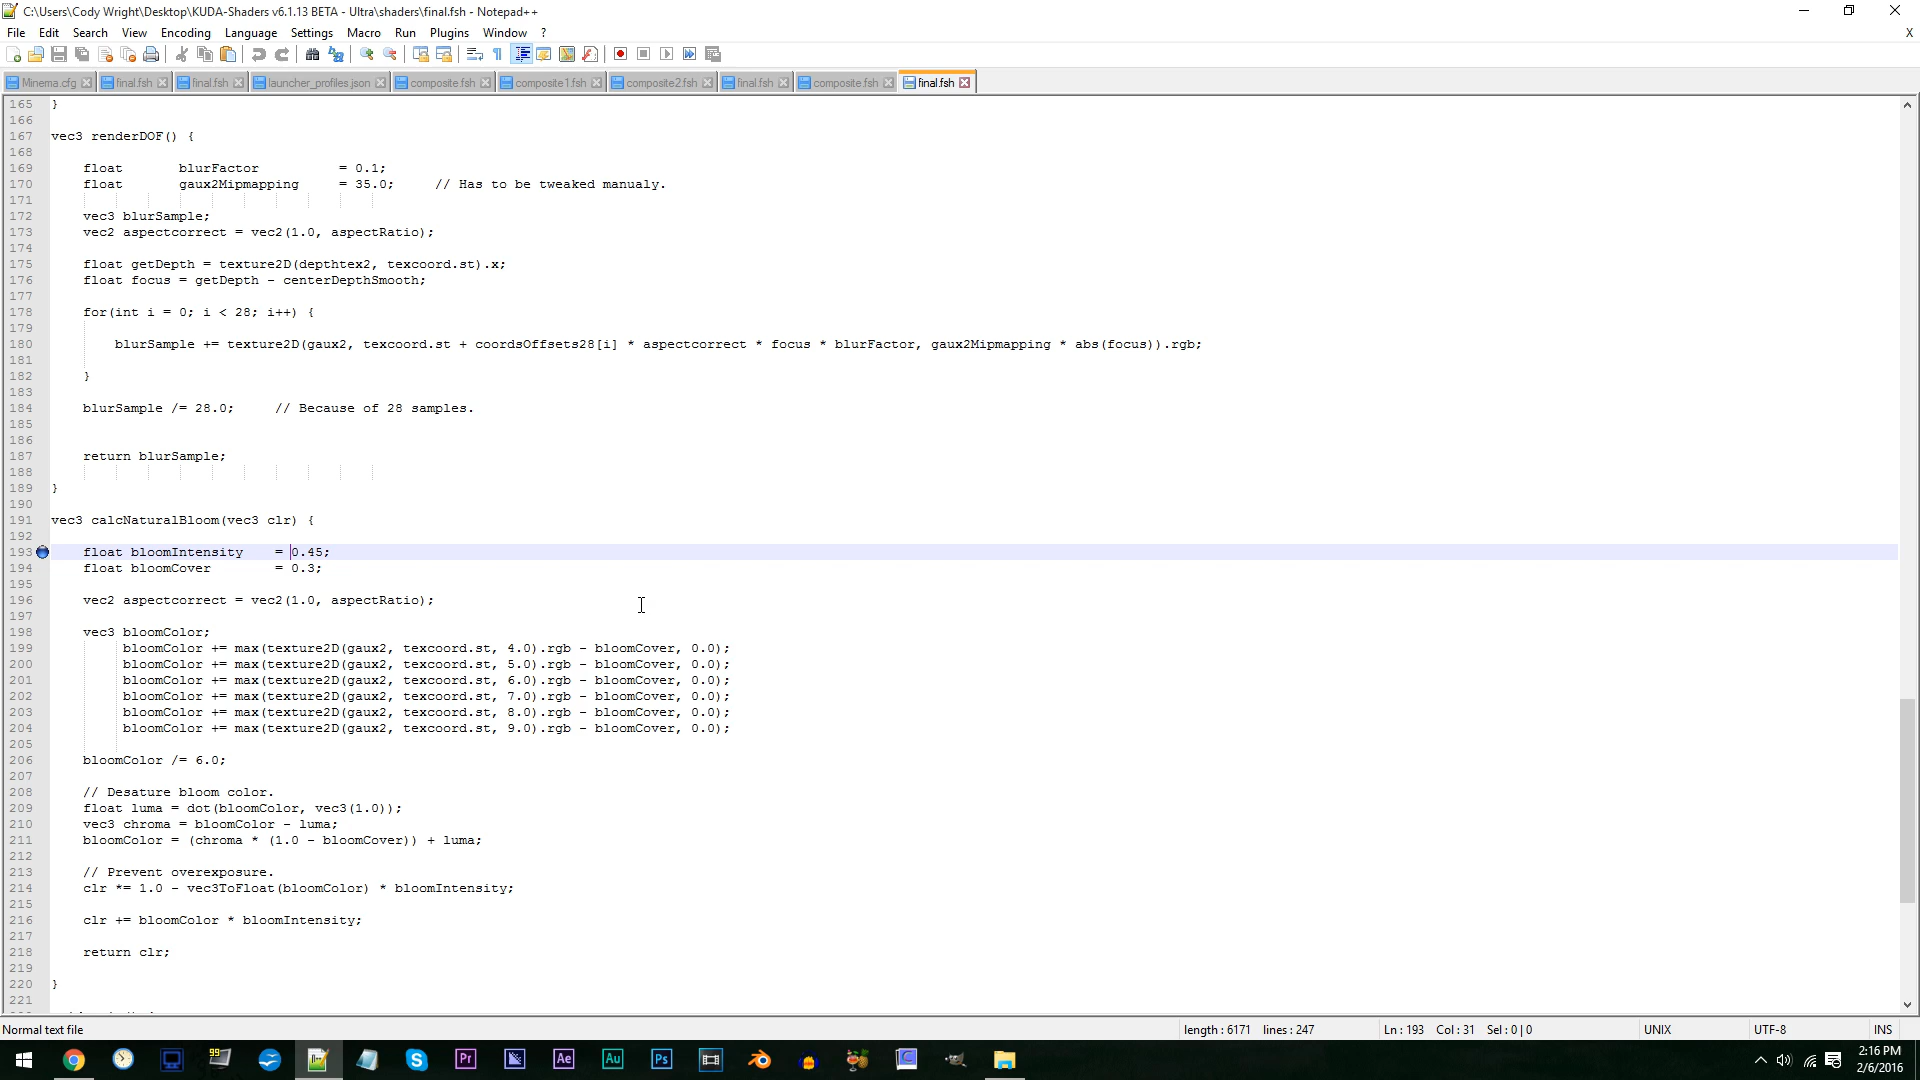 C:\Users\Cody Wright\Desktop\KUDA-Shaders v6.1.13 BETA - Ultra\shaders\final.fsh - Notepad++
File Edit Search View Encoding Language Settings Macro Run Plugins Window ? X
Minema.cfg final.fsh final.fsh launcher_profiles.json composite.fsh composite1.fsh composite2.fsh final.fsh composite.fsh final.fsh
165 }
166
167 vec3 renderDOF() {
168
169 float blurFactor = 0.1;
170 float gaux2Mipmapping = 35.0; // Has to be tweaked manualy.
171
172 vec3 blurSample;
173 vec2 aspectcorrect = vec2(1.0, aspectRatio);
174
175 float getDepth = texture2D(depthtex2, texcoord.st).x;
176 float focus = getDepth - centerDepthSmooth;
177
178 for(int i = 0; i < 28; i++) {
179
180 blurSample += texture2D(gaux2, texcoord.st + coordsOffsets28[i] * aspectcorrect * focus * blurFactor, gaux2Mipmapping * abs(focus)).rgb;
181
182 }
183
184 blurSample /= 28.0; // Because of 28 samples.
185
186
187 return blurSample;
188
189 }
190
191 vec3 calcNaturalBloom(vec3 clr) {
192
193 float bloomIntensity = 0.45;
194 float bloomCover = 0.3;
195
196 vec2 aspectcorrect = vec2(1.0, aspectRatio);
197
198 vec3 bloomColor;
199 bloomColor += max(texture2D(gaux2, texcoord.st, 4.0).rgb - bloomCover, 0.0);
200 bloomColor += max(texture2D(gaux2, texcoord.st, 5.0).rgb - bloomCover, 0.0);
201 bloomColor += max(texture2D(gaux2, texcoord.st, 6.0).rgb - bloomCover, 0.0);
202 bloomColor += max(texture2D(gaux2, texcoord.st, 7.0).rgb - bloomCover, 0.0);
203 bloomColor += max(texture2D(gaux2, texcoord.st, 8.0).rgb - bloomCover, 0.0);
204 bloomColor += max(texture2D(gaux2, texcoord.st, 9.0).rgb - bloomCover, 0.0);
205
206 bloomColor /= 6.0;
207
208 // Desature bloom color.
209 float luma = dot(bloomColor, vec3(1.0));
210 vec3 chroma = bloomColor - luma;
211 bloomColor = (chroma * (1.0 - bloomCover)) + luma;
212
213 // Prevent overexposure.
214 clr *= 1.0 - vec3ToFloat(bloomColor) * bloomIntensity;
215
216 clr += bloomColor * bloomIntensity;
217
218 return clr;
219
220 }
221
Normal text file length : 6171 lines : 247 Ln : 193 Col : 31 Sel : 0 | 0 UNIX UTF-8 INS
99 Pr Ae Au Ps 2:16 PM
2/6/2016